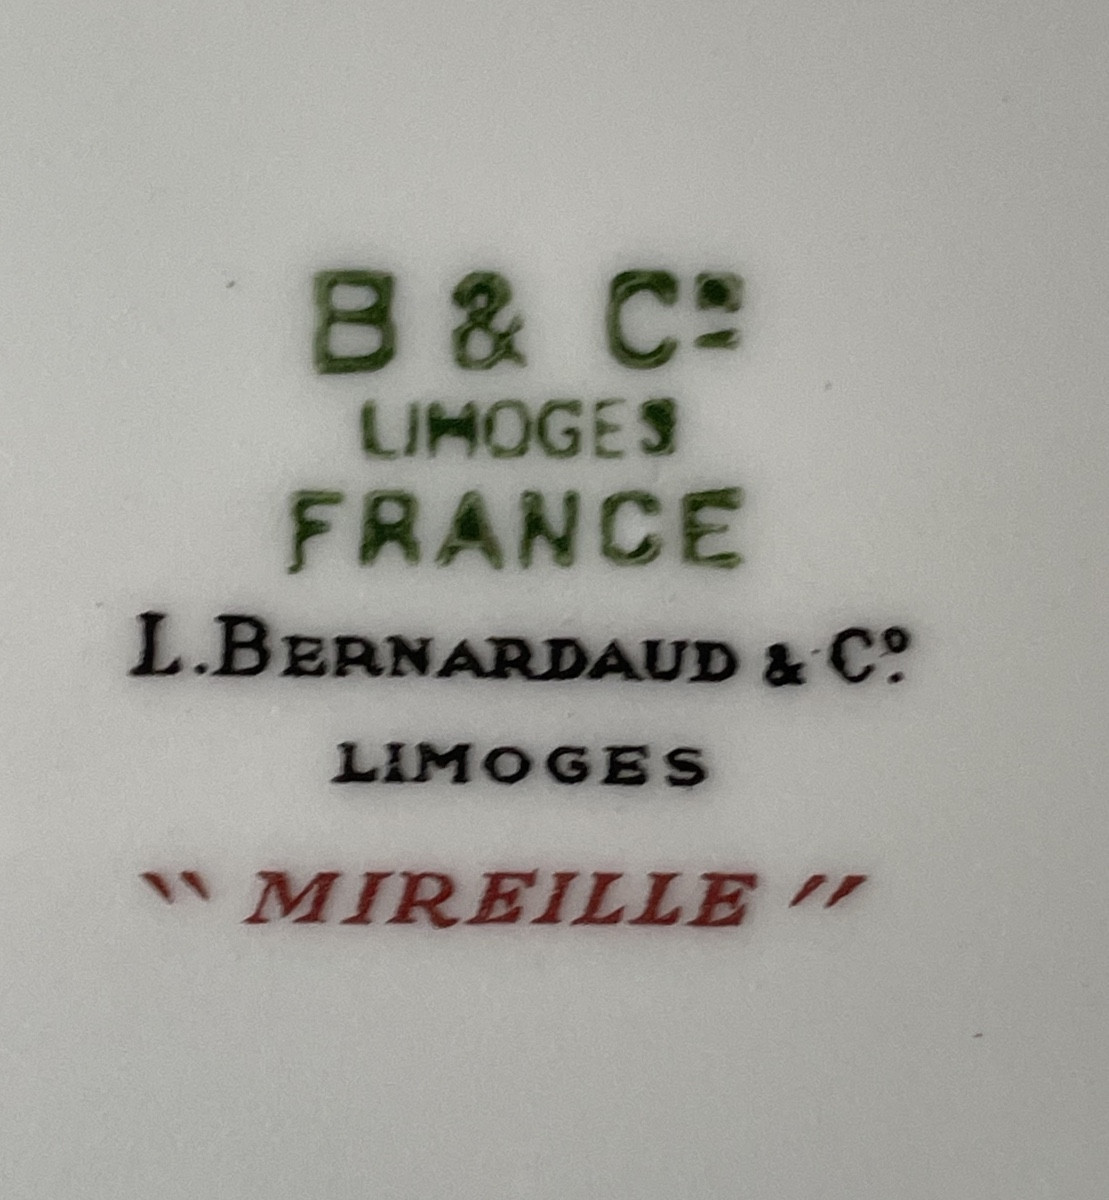 B & Cº
LIMOGES
FRANCE
L. BERNARDAUD & Cº.
LIMOGES
" MIREILLE "